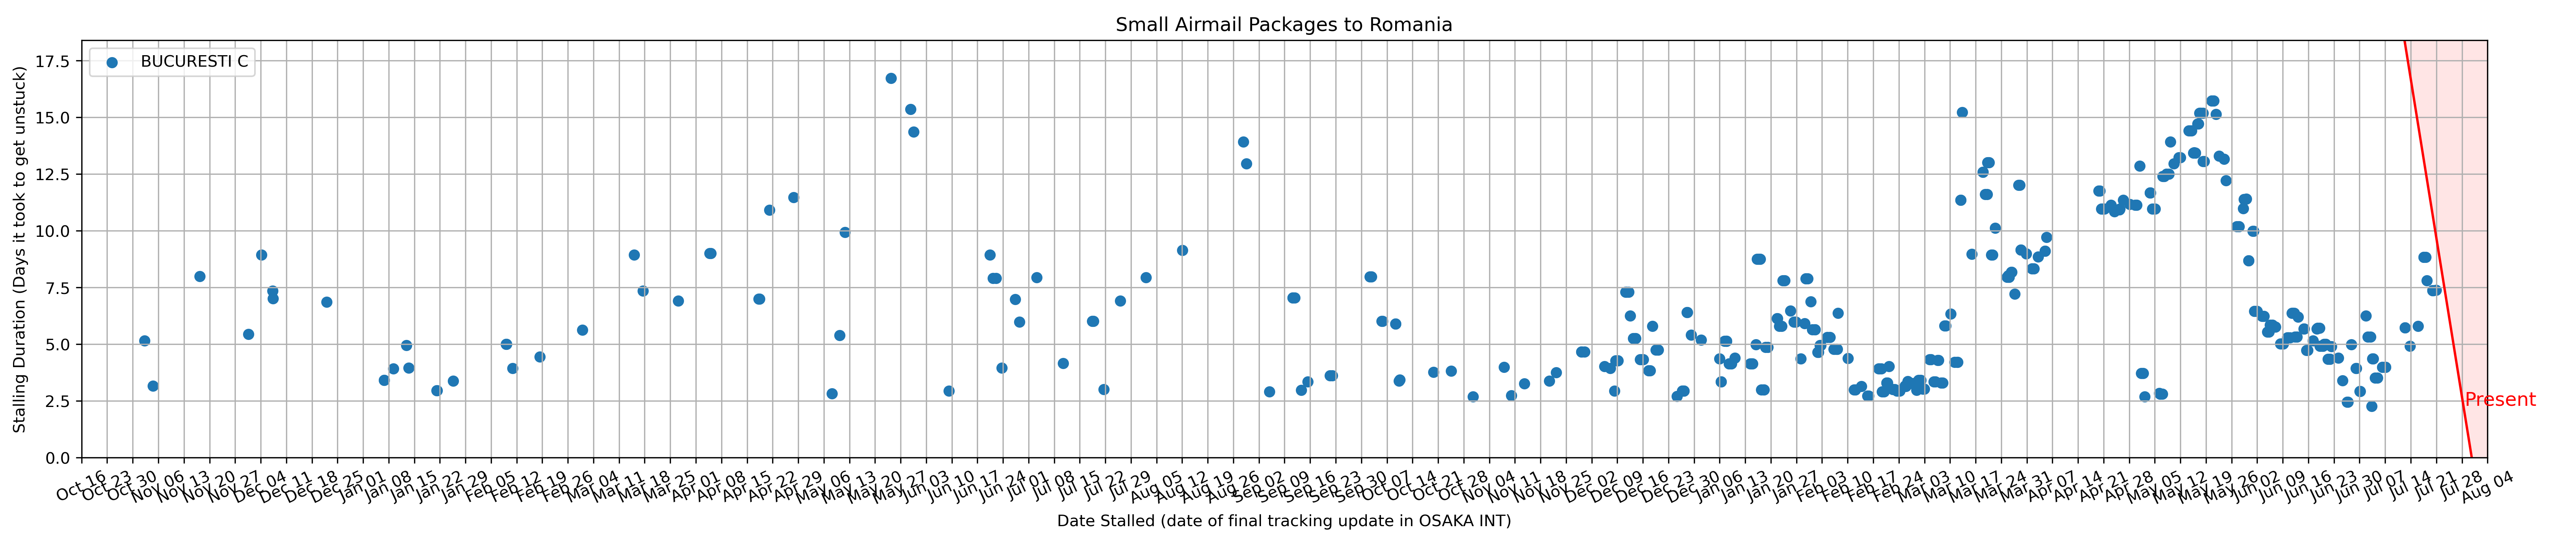 Small Airmail Packages to Romania
BUCURESTI C
Stalling Duration (Days it took to get unstuck)
17.5
15.0
12.5
10.0
7.5
5.0
2.5
0.0
Present
Oct 16 Oct 23 Oct 30 Nov 06 Nov 13 Nov 20 Nov 27 Dec 04 Dec 11 Dec 18 Dec 25 Jan 01 Jan 08 Jan 15 Jan 22 Jan 29 Feb 05 Feb 12 Feb 19 Feb 26 Mar 04 Mar 11 Mar 18 Mar 25 Apr 01 Apr 08 Apr 15 Apr 22 Apr 29 May 06 May 13 May 20 May 27 Jun 03 Jun 10 Jun 17 Jun 24 Jul 01 Jul 08 Jul 15 Jul 22 Jul 29 Aug 05 Aug 12 Aug 19 Aug 26 Sep 02 Sep 09 Sep 16 Sep 23 Sep 30 Oct 07 Oct 14 Oct 21 Oct 28 Nov 04 Nov 11 Nov 18 Nov 25 Dec 02 Dec 09 Dec 16 Dec 23 Dec 30 Jan 06 Jan 13 Jan 20 Jan 27 Feb 03 Feb 10 Feb 17 Feb 24 Mar 03 Mar 10 Mar 17 Mar 24 Mar 31 Apr 07 Apr 14 Apr 21 Apr 28 May 05 May 12 May 19 May 26 Jun 02 Jun 09 Jun 16 Jun 23 Jun 30 Jul 07 Jul 14 Jul 21 Jul 28 Aug 04
Date Stalled (date of final tracking update in OSAKA INT)